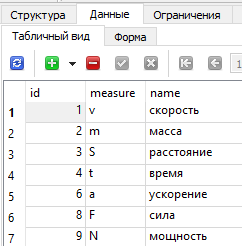 Структура Данные Ограничения
Табличный вид Форма
1
id measure name
1 1 v скорость
2 2 m масса
3 3 S расстояние
4 4 t время
5 6 a ускорение
6 8 F сила
7 9 N мощность